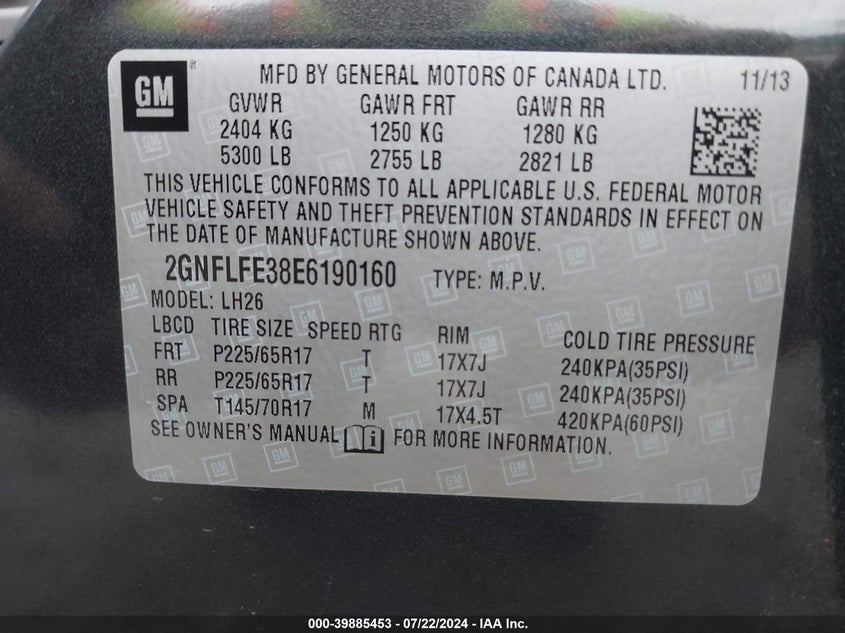 GM
MFD BY GENERAL MOTORS OF CANADA LTD. 11/13
GVWR GAWR FRT GAWR RR
2404 KG 1250 KG 1280 KG
5300 LB 2755 LB 2821 LB
THIS VEHICLE CONFORMS TO ALL APPLICABLE U.S. FEDERAL MOTOR
VEHICLE SAFETY AND THEFT PREVENTION STANDARDS IN EFFECT ON
THE DATE OF MANUFACTURE SHOWN ABOVE.
2GNFLFE38E6190160 TYPE: M.P.V.
MODEL: LH26
LBCD TIRE SIZE SPEED RTG RIM COLD TIRE PRESSURE
FRT P225/65R17 T 17X7J 240KPA(35PSI)
RR P225/65R17 T 17X7J 240KPA(35PSI)
SPA T145/70R17 M 17X4.5T 420KPA(60PSI)
SEE OWNER'S MANUAL FOR MORE INFORMATION.
000-39885453 - 07/22/2024 - IAA Inc.